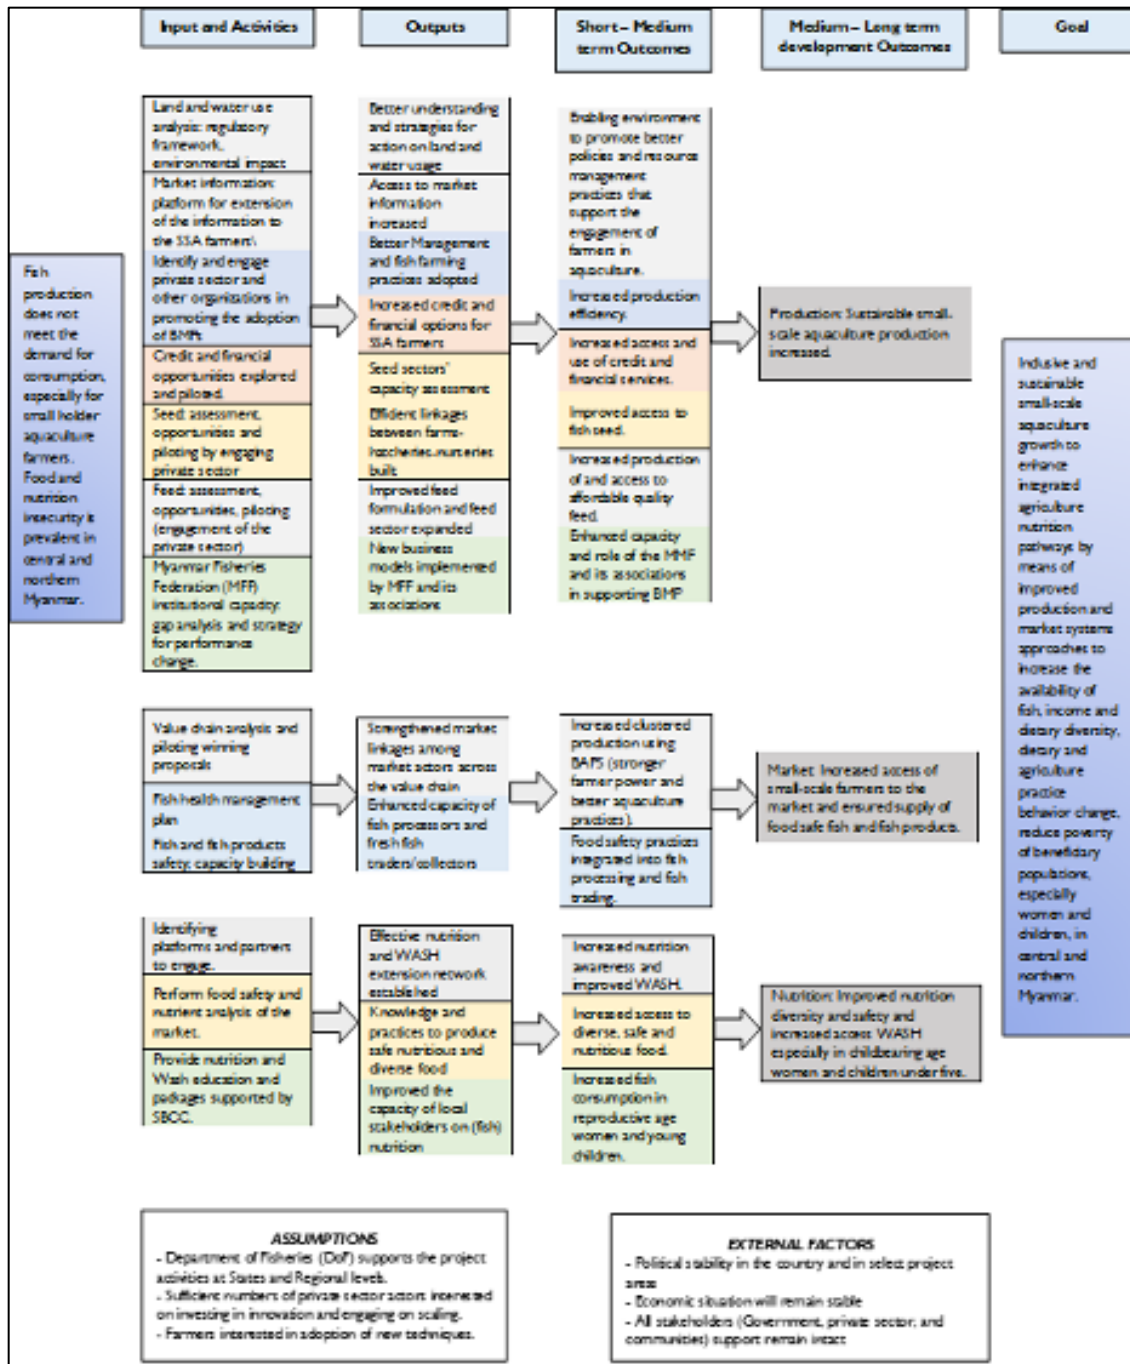 Input and Activities
Outputs
Short – Medium
term Outcomes
Medium – Long term
development Outcomes
Goal
Fish
production
does not
meet the
demand for
consumption,
especially for
small holder
aquaculture
farmers.
Food and
nutrition
insecurity is
prevalent in
central and
northern
Myanmar.
Land and water use
analysis: regulatory
framework,
environmental impact
Market information:
platform for extension
of the information to
the SSA farmers\
Identify and engage
private sector and
other organizations in
promoting the adoption
of BMPs
Credit and financial
opportunities explored
and piloted.
Seed: assessment,
opportunities and
piloting by engaging
private sector
Feed: assessment,
opportunities, piloting
(engagement of the
private sector)
Myanmar Fisheries
Federation (MFF)
institutional capacity:
gap analysis and strategy
for performance
change.
Better understanding
and strategies for
action on land and
water usage
Access to market
information
increased
Better Management
and fish farming
practices adopted
Increased credit and
financial options for
SSA farmers
Seed sectors'
capacity assessment
Efficient linkages
between farms-
hatcheries-nurseries
built
Improved feed
formulation and feed
sector expanded
New business
models implemented
by MFF and its
associations
Enabling environment
to promote better
policies and resource
management
practices that
support the
engagement of
farmers in
aquaculture.
Increased production
efficiency.
Increased access and
use of credit and
financial services.
Improved access to
fish seed.
Increased production
of and access to
affordable quality
feed.
Enhanced capacity
and role of the MMF
and its associations
in supporting BMP
Production: Sustainable small-
scale aquaculture production
increased.
Inclusive and
sustainable
small-scale
aquaculture
growth to
enhance
integrated
agriculture
nutrition
pathways by
means of
improved
production and
market systems
approaches to
increase the
availability of
fish, income and
dietary diversity,
dietary and
agriculture
practice
behavior change,
reduce poverty
of beneficiary
populations,
especially
women and
children, in
central and
northern
Myanmar.
Value chain analysis and
piloting winning
proposals
Fish health management
plan
Fish and fish products
safety: capacity building
Strengthened market
linkages among
market actors across
the value chain
Enhanced capacity of
fish processors and
fresh fish
traders/collectors
Increased clustered
production using
BAPS (stronger
farmer power and
better aquaculture
practices).
Food safety practices
integrated into fish
processing and fish
trading.
Market: Increased access of
small-scale farmers to the
market and ensured supply of
food safe fish and fish products.
Identifying
platforms and partners
to engage.
Perform food safety and
nutrient analysis of the
market.
Provide nutrition and
Wash education and
packages supported by
SBCC.
Effective nutrition
and WASH
extension network
established
Knowledge and
practices to produce
safe nutritious and
diverse food
Improved the
capacity of local
stakeholders on (fish)
nutrition
Increased nutrition
awareness and
improved WASH.
Increased access to
diverse, safe and
nutritious food.
Increased fish
consumption in
reproductive age
women and young
children.
Nutrition: Improved nutrition
diversity and safety and
increased access WASH
especially in childbearing age
women and children under five.
ASSUMPTIONS
- Department of Fisheries (DoF) supports the project
activities at States and Regional levels.
- Sufficient numbers of private sector actors interested
on investing in innovation and engaging on scaling.
- Farmers interested in adoption of new techniques.
EXTERNAL FACTORS
- Political stability in the country and in select project
areas
- Economic situation will remain stable
- All stakeholders (Government, private sector, and
communities) support remain intact